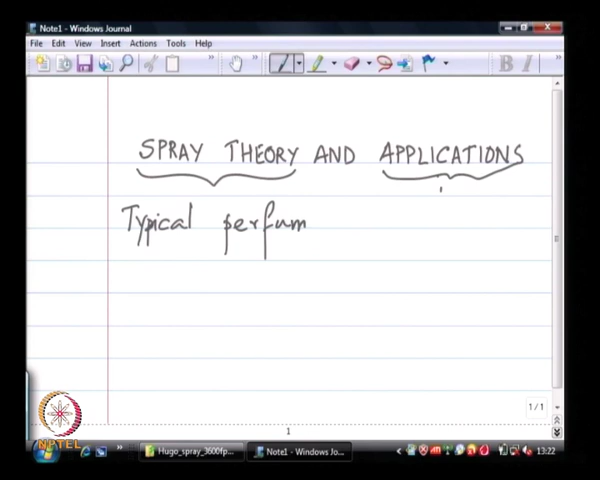 Note1 - Windows Journal
File Edit View Insert Actions Tools Help
B I
SPRAY THEORY AND APPLICATIONS
Typical perfum
1/1
1
NPTEL
Hugo_spray_3600fp...
Note1 - Windows Jo...
13:22